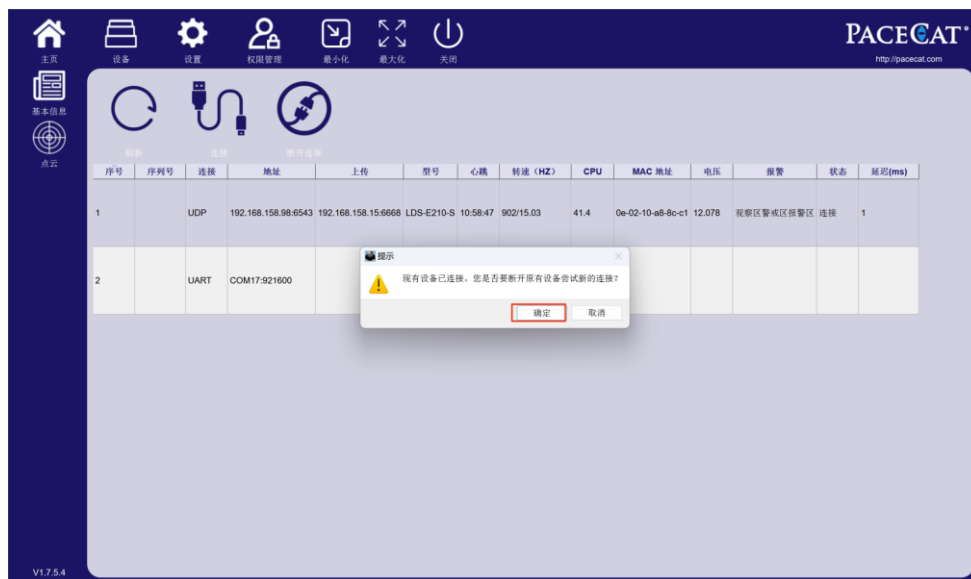 主页
设备
设置
权限管理
最小化
最大化
关闭
PACECAT
http://pacecat.com
基本信息
点云
刷新
连接
断开连接
序号 序列号 连接 地址 上传 型号 心跳 转速（HZ） CPU MAC 地址 电压 报警 状态 延迟(ms)
1 UDP 192.168.158.98:6543 192.168.158.15:6668 LDS-E210-S 10:58:47 902/15.03 41.4 0e-02-10-a8-8c-c1 12.078 观察区警戒区报警区 连接 1
2 UART COM17:921600
提示
现有设备已连接，您是否要断开原有设备尝试新的连接?
确定 取消
V1.7.5.4